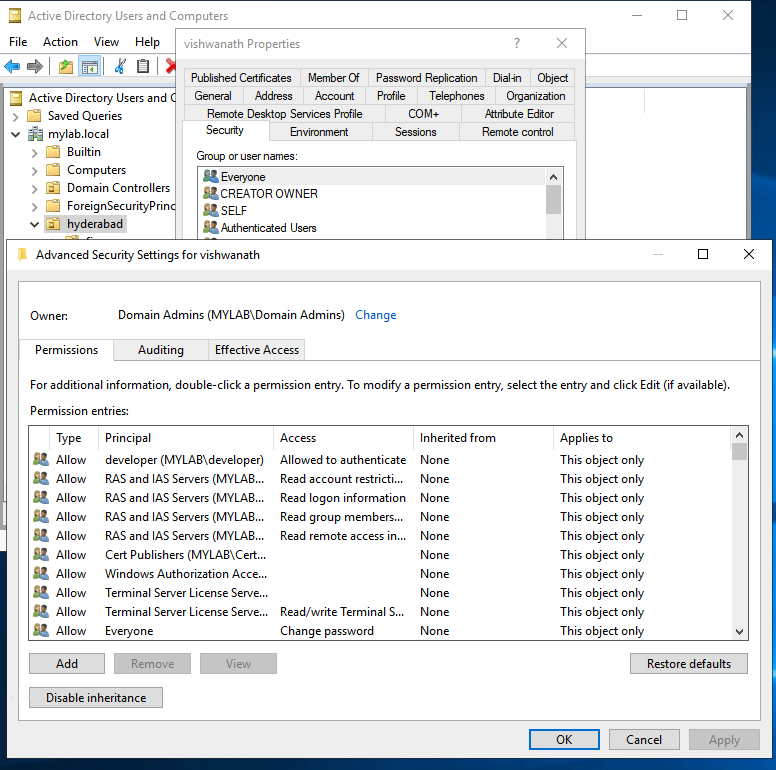 Active Directory Users and Computers
File Action View Help
vishwanath Properties
?
Published Certificates Member Of Password Replication Dial-in Object
General Address Account Profile Telephones Organization
Remote Desktop Services Profile COM+ Attribute Editor
Security Environment Sessions Remote control
Group or user names:
Everyone
CREATOR OWNER
SELF
Authenticated Users
Active Directory Users and C
Saved Queries
mylab.local
Builtin
Computers
Domain Controllers
ForeignSecurityPrinc
hyderabad
Advanced Security Settings for vishwanath
Owner: Domain Admins (MYLAB\Domain Admins) Change
Permissions Auditing Effective Access
For additional information, double-click a permission entry. To modify a permission entry, select the entry and click Edit (if available).
Permission entries:
Type Principal Access Inherited from Applies to
Allow developer (MYLAB\developer) Allowed to authenticate None This object only
Allow RAS and IAS Servers (MYLAB... Read account restricti... None This object only
Allow RAS and IAS Servers (MYLAB... Read logon information None This object only
Allow RAS and IAS Servers (MYLAB... Read group members... None This object only
Allow RAS and IAS Servers (MYLAB... Read remote access in... None This object only
Allow Cert Publishers (MYLAB\Cert... None This object only
Allow Windows Authorization Acce... None This object only
Allow Terminal Server License Serve... None This object only
Allow Terminal Server License Serve... Read/write Terminal S... None This object only
Allow Everyone Change password None This object only
Add Remove View Restore defaults
Disable inheritance
OK Cancel Apply